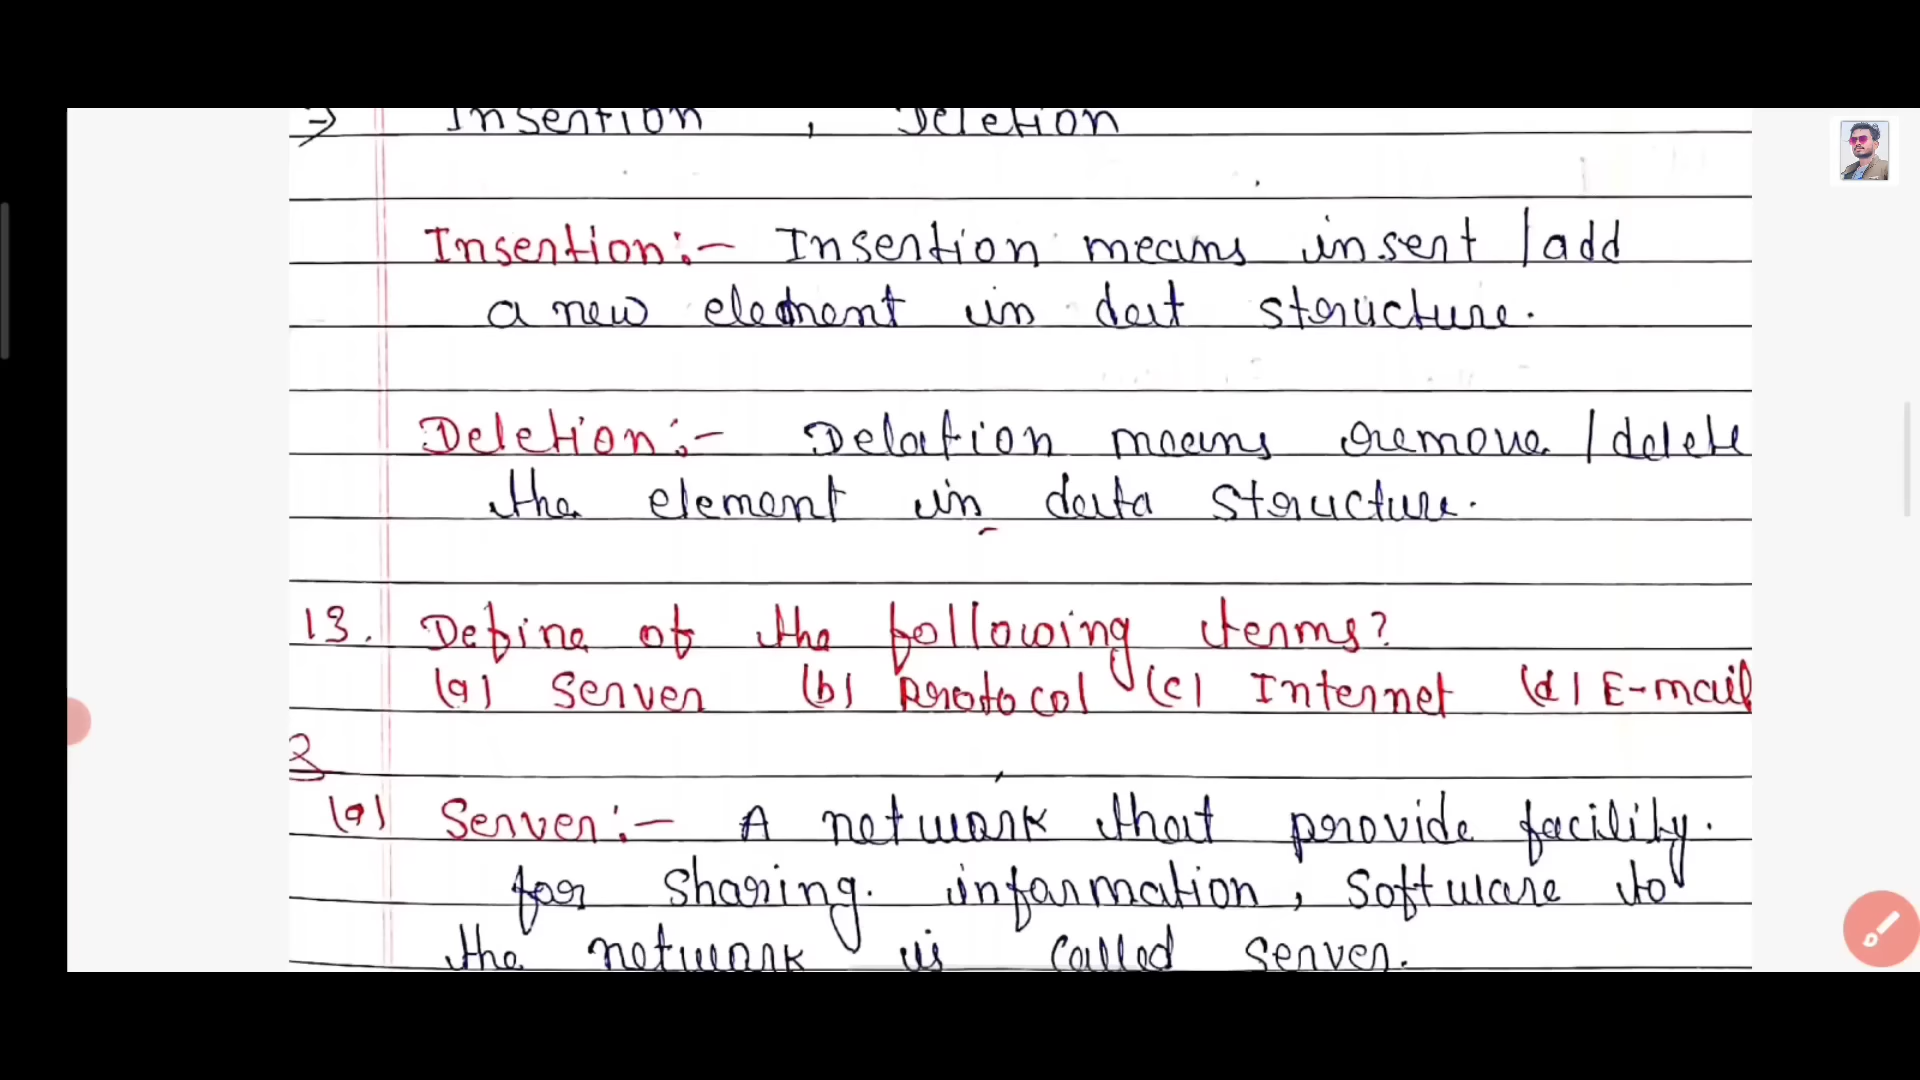 ⇒ Insertion , Deletion
Insertion:- Insertion means insert / add
a new element in dat structure.
Deletion:- Delation means remove / delete
the element in data structure.
13. Define of the following terms?
(a) Server (b) Protocol (c) Internet (d) E-mail
(a) Server:- A network that provide facility.
for sharing. information, software to
the network is called server.